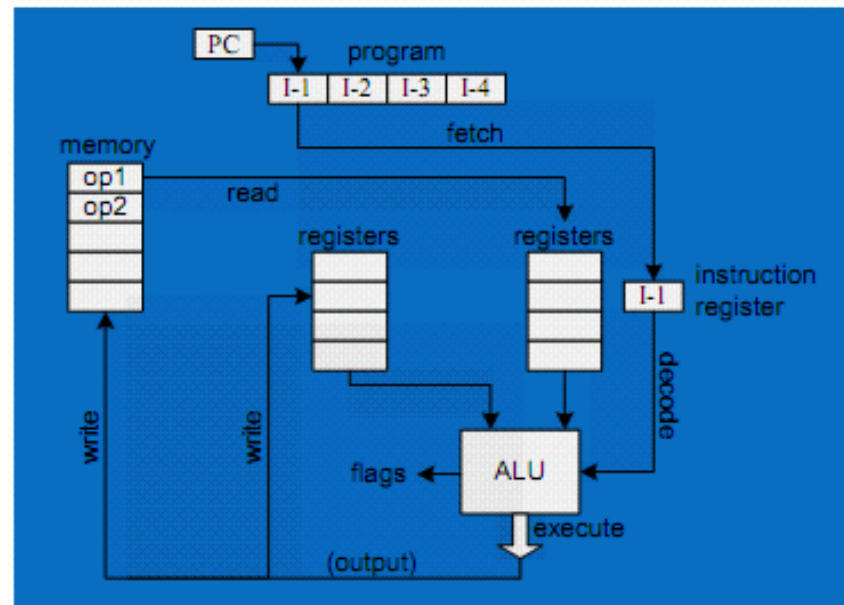 PC
program
I-1 I-2 I-3 I-4
fetch
memory
op1
op2
read
registers
registers
I-1
instruction
register
decode
write
write
ALU
flags
execute
(output)